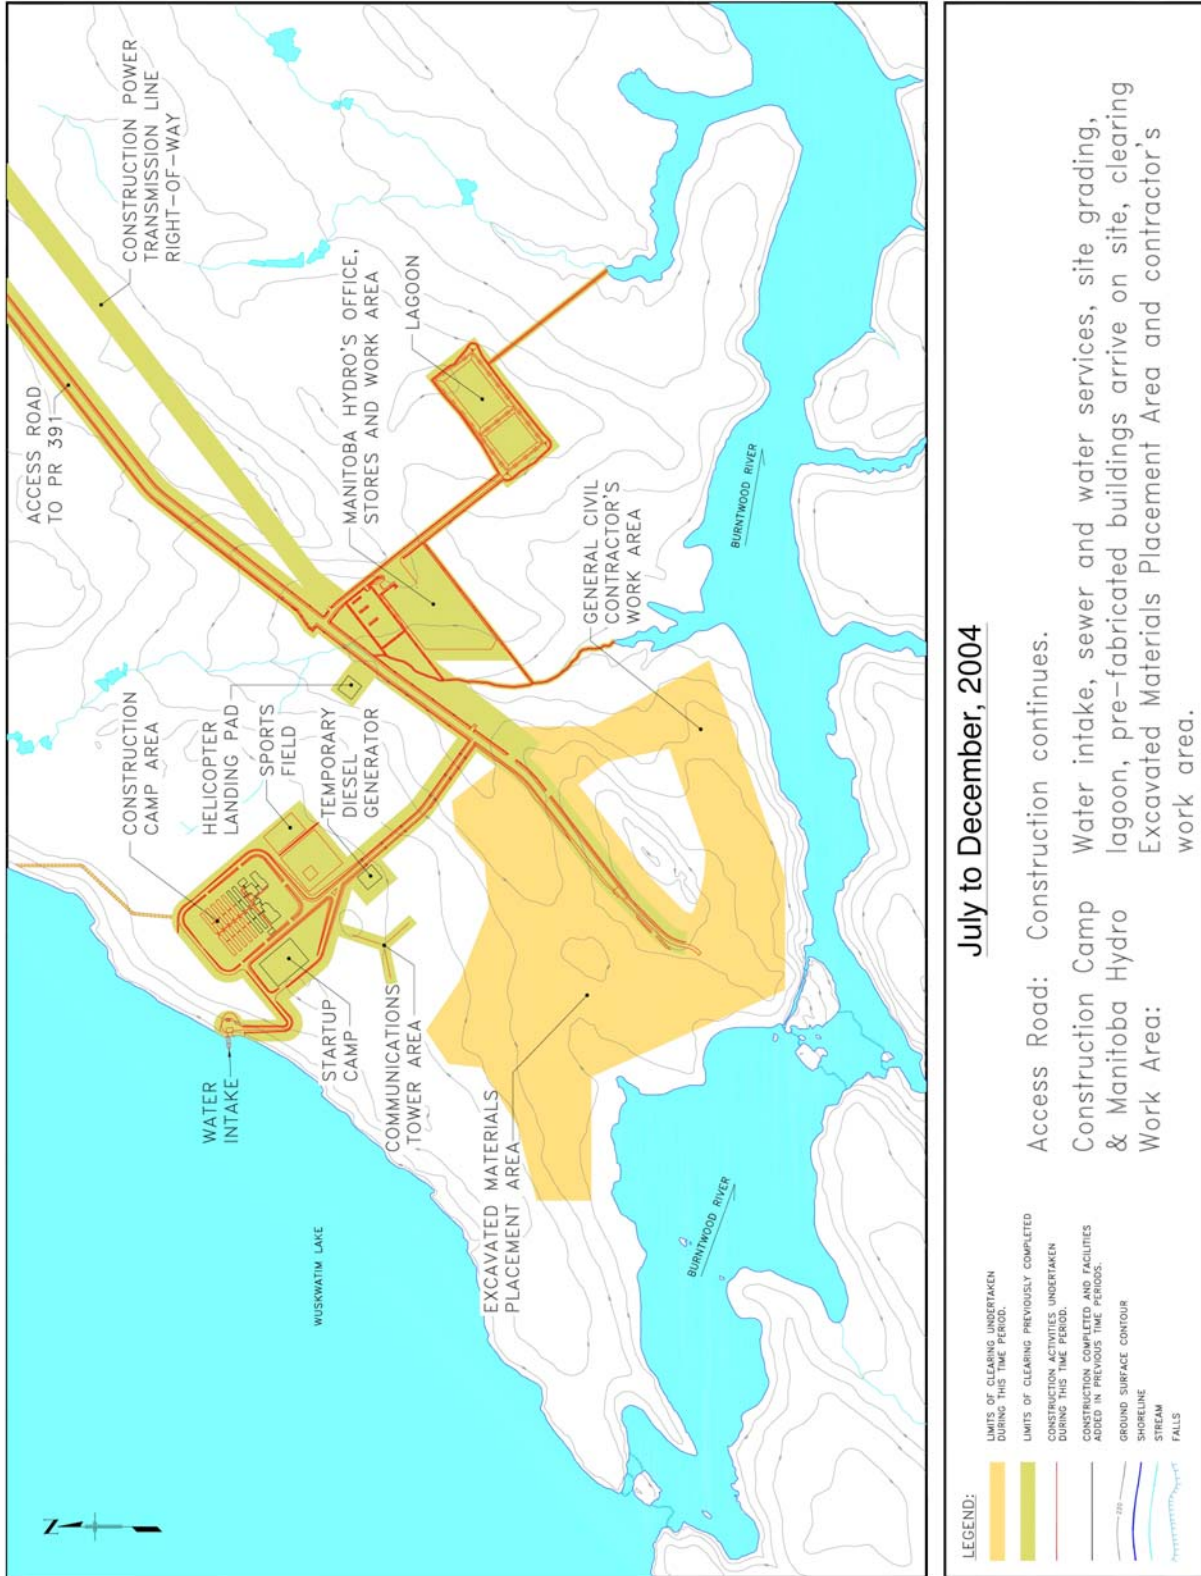 ACCESS ROAD
TO PR 391
CONSTRUCTION POWER
TRANSMISSION LINE
RIGHT-OF-WAY
CONSTRUCTION
CAMP AREA
HELICOPTER
LANDING PAD
SPORTS
FIELD
TEMPORARY
DIESEL
GENERATOR
MANITOBA HYDRO'S OFFICE,
STORES AND WORK AREA
LAGOON
WATER
INTAKE
STARTUP
CAMP
COMMUNICATIONS
TOWER AREA
GENERAL CIVIL
CONTRACTOR'S
WORK AREA
EXCAVATED MATERIALS
PLACEMENT AREA
WUSKWATIM LAKE
BURNTWOOD RIVER
BURNTWOOD RIVER
N
LEGEND:
LIMITS OF CLEARING UNDERTAKEN
DURING THIS TIME PERIOD.
LIMITS OF CLEARING PREVIOUSLY COMPLETED
CONSTRUCTION ACTIVITIES UNDERTAKEN
DURING THIS TIME PERIOD.
CONSTRUCTION COMPLETED AND FACILITIES
ADDED IN PREVIOUS TIME PERIODS.
220
GROUND SURFACE CONTOUR
SHORELINE
STREAM
FALLS
July to December, 2004
Access Road: Construction continues.
Construction Camp Water intake, sewer and water services, site grading,
& Manitoba Hydro lagoon, pre-fabricated buildings arrive on site, clearing
Work Area: Excavated Materials Placement Area and contractor's
work area.